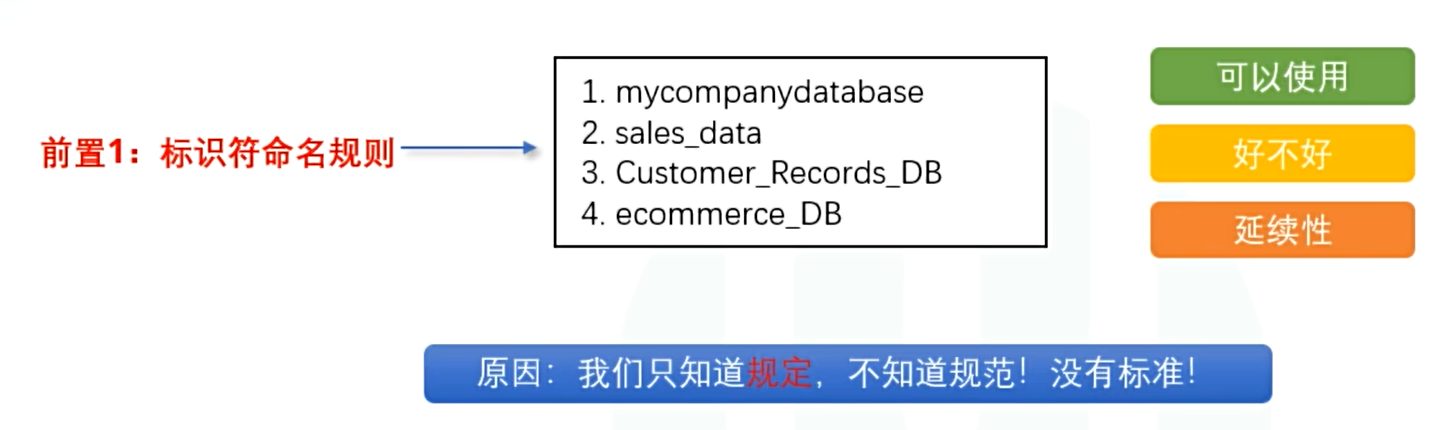 前置1：标识符命名规则
1. mycompanydatabase
2. sales_data
3. Customer_Records_DB
4. ecommerce_DB
可以使用
好不好
延续性
原因：我们只知道规定，不知道规范！没有标准！